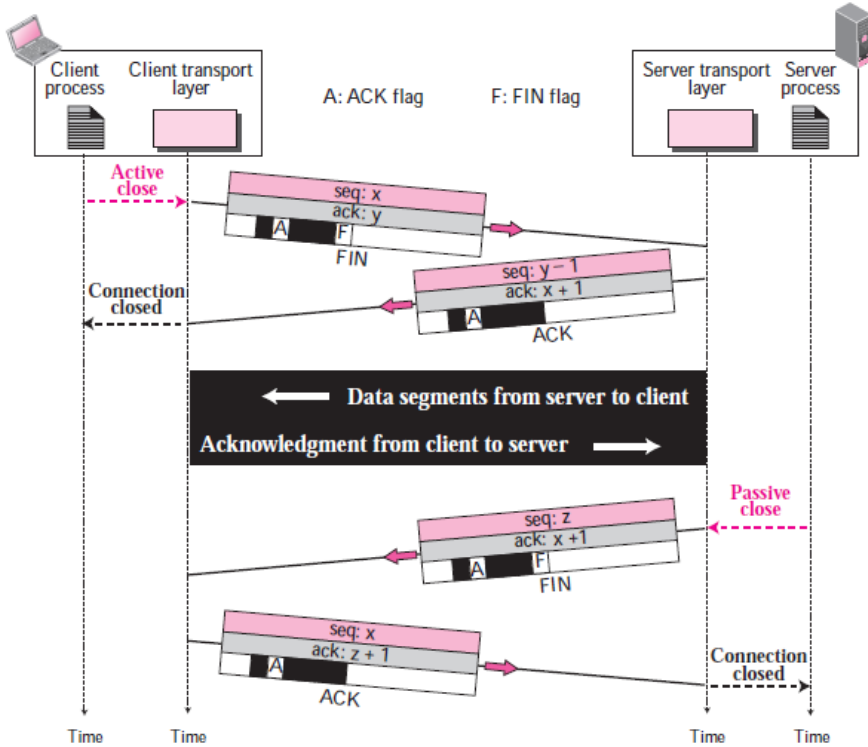 Client
process
Client transport
layer
A: ACK flag
F: FIN flag
Server transport
layer
Server
process
Active
close
seq: x
ack: y
A
F
FIN
seq: y – 1
ack: x + 1
A
ACK
Connection
closed
Data segments from server to client
Acknowledgment from client to server
Passive
close
seq: z
ack: x +1
A
F
FIN
seq: x
ack: z + 1
A
ACK
Connection
closed
Time
Time
Time
Time